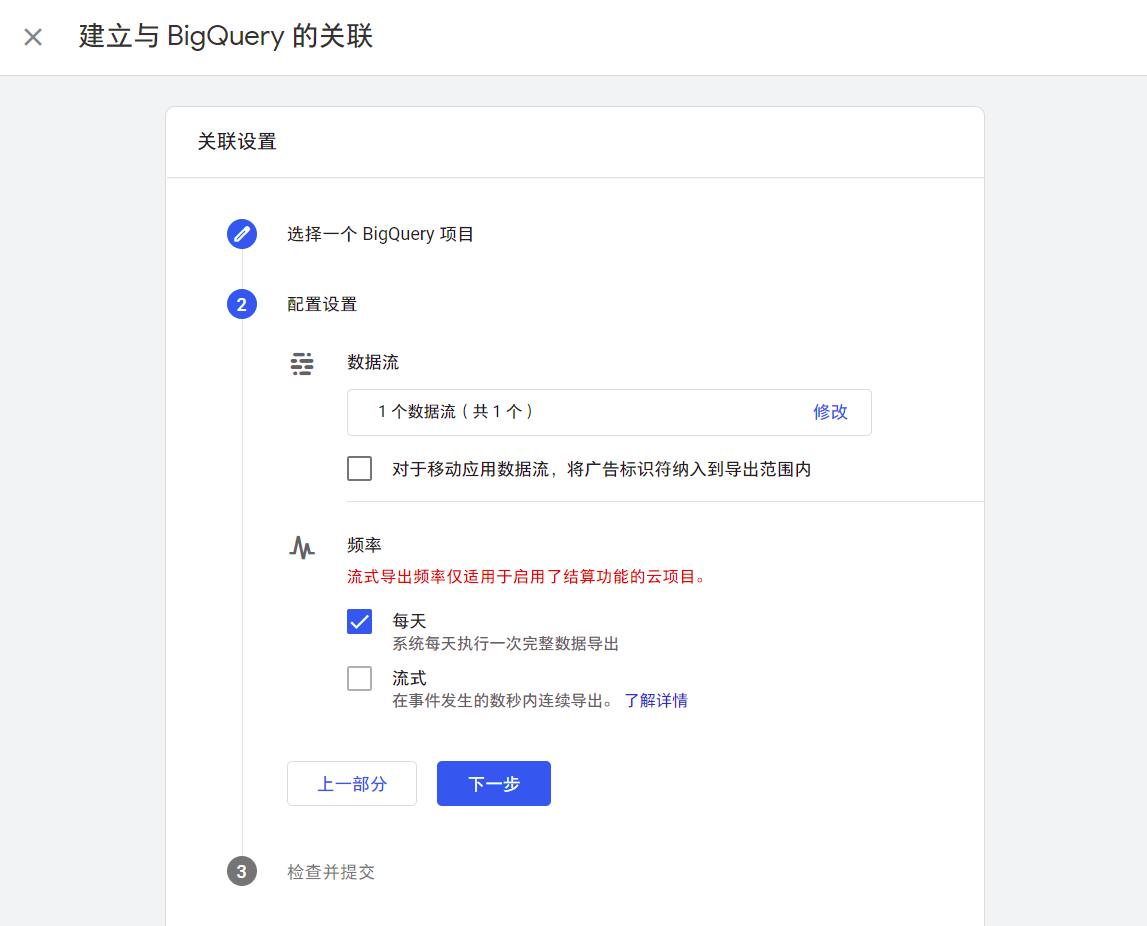 建立与 BigQuery 的关联
关联设置
选择一个 BigQuery 项目
2 配置设置
数据流
1 个数据流（共 1 个） 修改
对于移动应用数据流，将广告标识符纳入到导出范围内
频率
流式导出频率仅适用于启用了结算功能的云项目。
每天
系统每天执行一次完整数据导出
流式
在事件发生的数秒内连续导出。 了解详情
上一部分 下一步
3 检查并提交